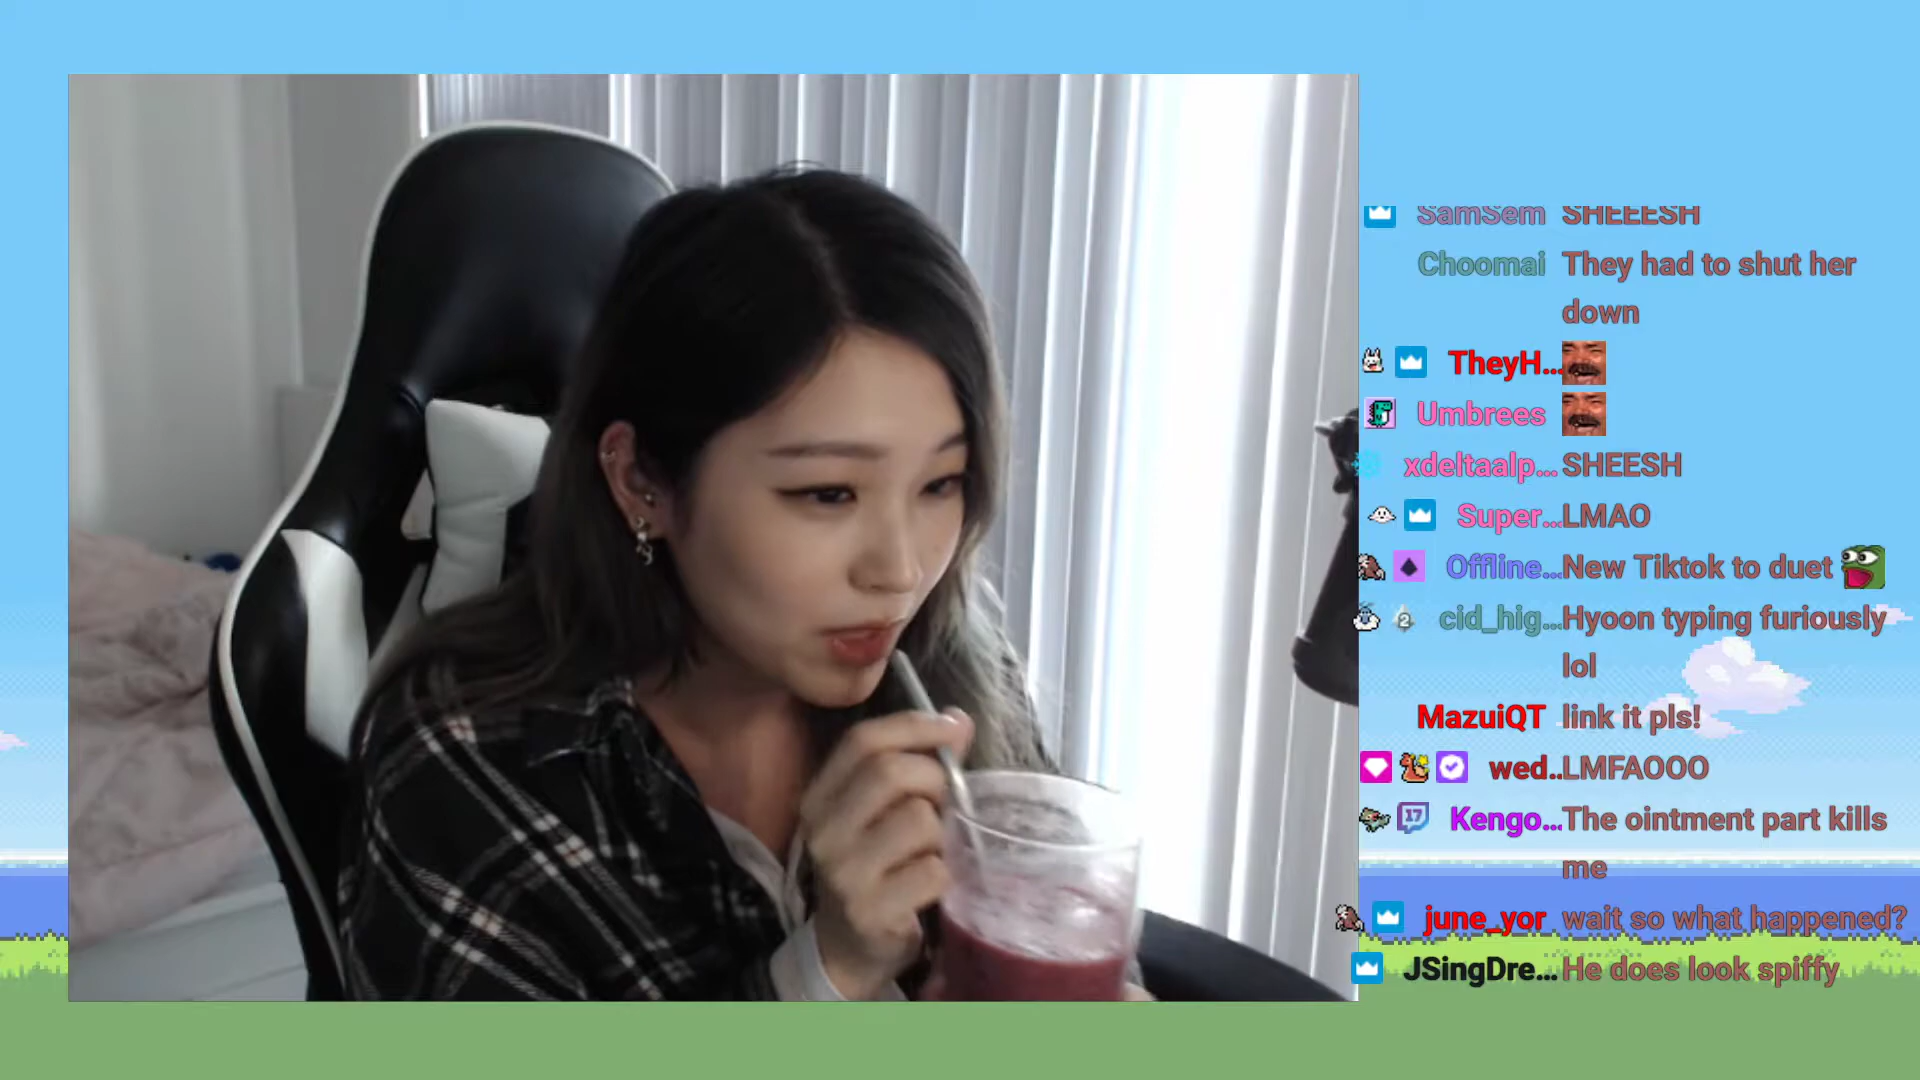 SamSem SHEEESH
Choomai They had to shut her
down
TheyH...
Umbrees
xdeltaalp... SHEESH
Super... LMAO
Offline... New Tiktok to duet
2 cid_hig... Hyoon typing furiously
lol
MazuiQT link it pls!
wed.. LMFAOOO
17 Kengo... The ointment part kills
me
june_yor wait so what happened?
JSingDre... He does look spiffy